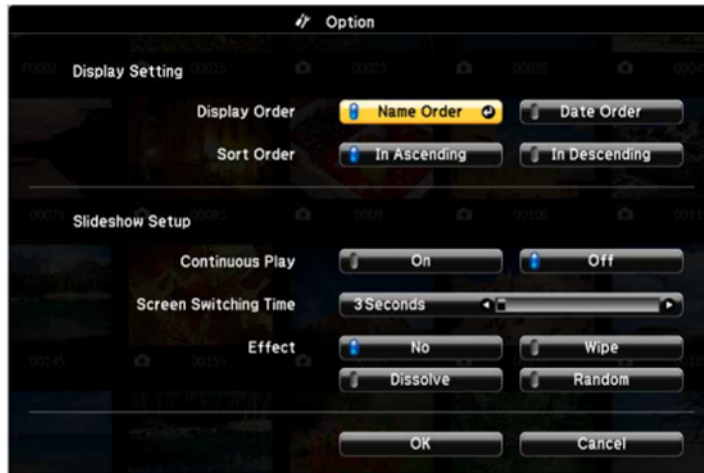 Option
Display Setting
Display Order Name Order Date Order
Sort Order In Ascending In Descending
Slideshow Setup
Continuous Play On Off
Screen Switching Time 3Seconds
Effect No Wipe
Dissolve Random
OK Cancel